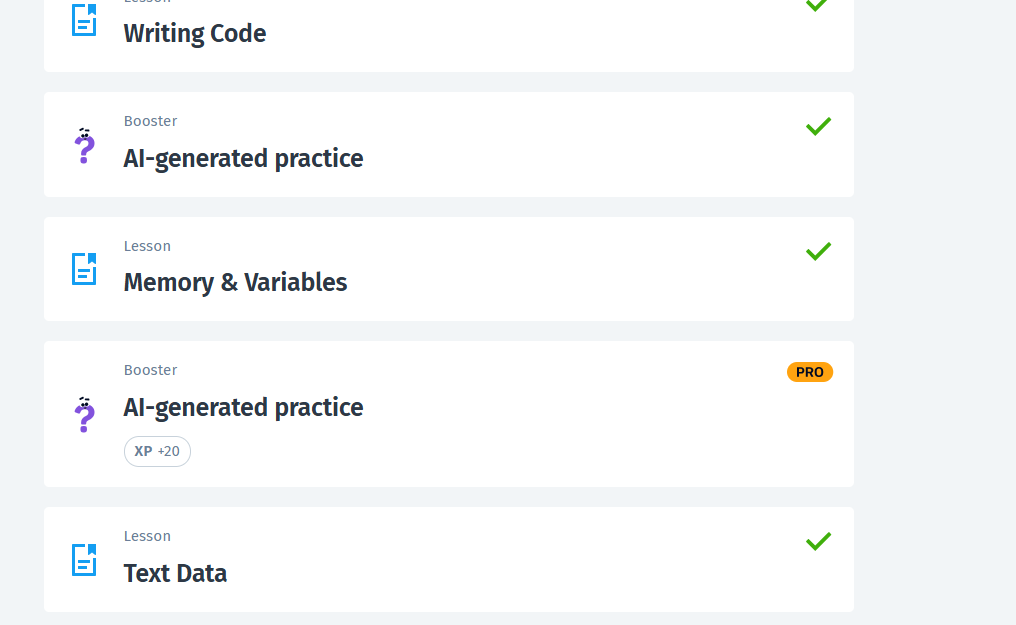 Lesson
Writing Code
Booster
AI-generated practice
Lesson
Memory & Variables
Booster
PRO
AI-generated practice
XP +20
Lesson
Text Data